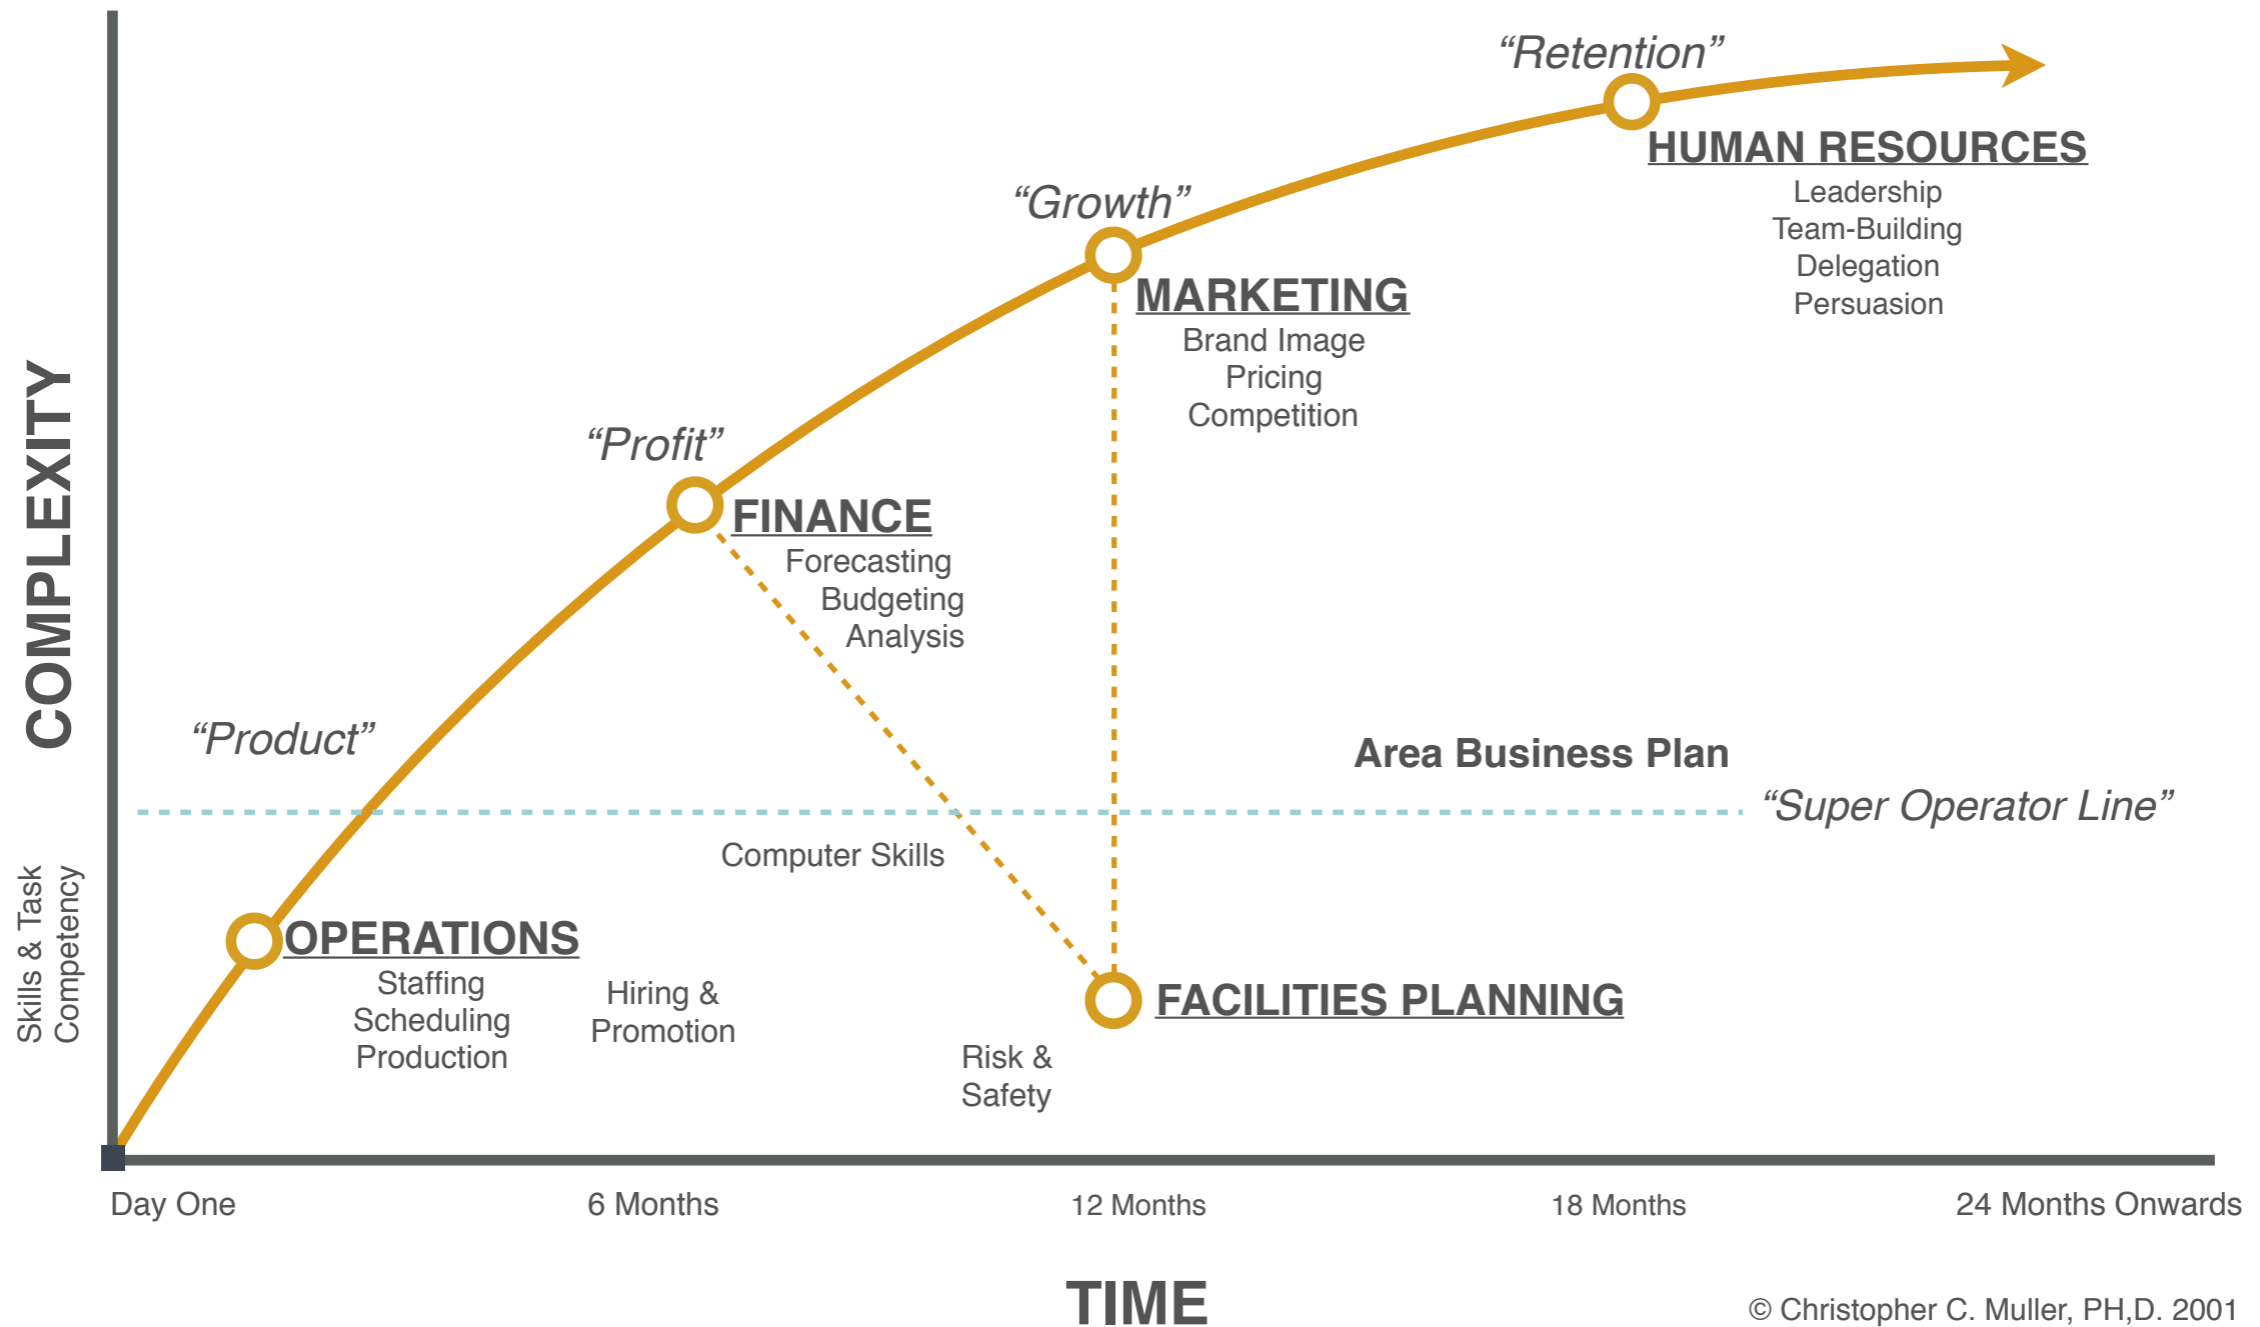 “Retention”
HUMAN RESOURCES
Leadership
Team-Building
Delegation
Persuasion
“Growth”
MARKETING
Brand Image
Pricing
Competition
“Profit”
FINANCE
Forecasting
Budgeting
Analysis
COMPLEXITY
“Product”
Area Business Plan
“Super Operator Line”
Computer Skills
Skills & Task
Competency
OPERATIONS
Staffing
Scheduling
Production
Hiring &
Promotion
FACILITIES PLANNING
Risk &
Safety
Day One
6 Months
12 Months
18 Months
24 Months Onwards
TIME
© Christopher C. Muller, PH,D. 2001